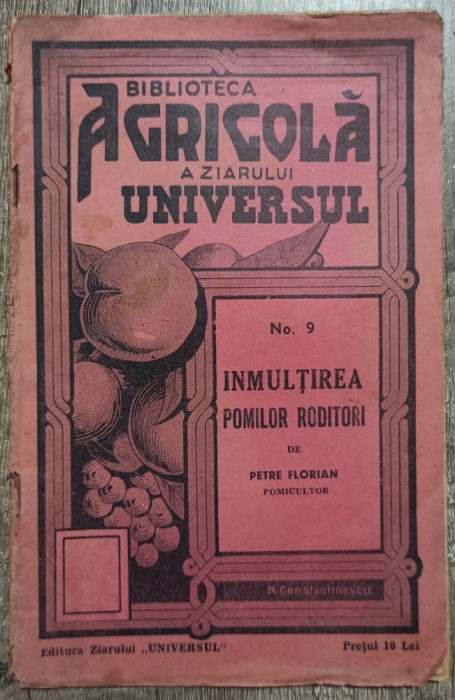 BIBLIOTECA
AGRICOLĂ
A ZIARULUI
UNIVERSUL
No. 9
INMULȚIREA
POMILOR RODITORI
DE
PETRE FLORIAN
POMICULTOR
N. Constantinescu
Editura Ziarului „UNIVERSUL"
Prețul 10 Lei